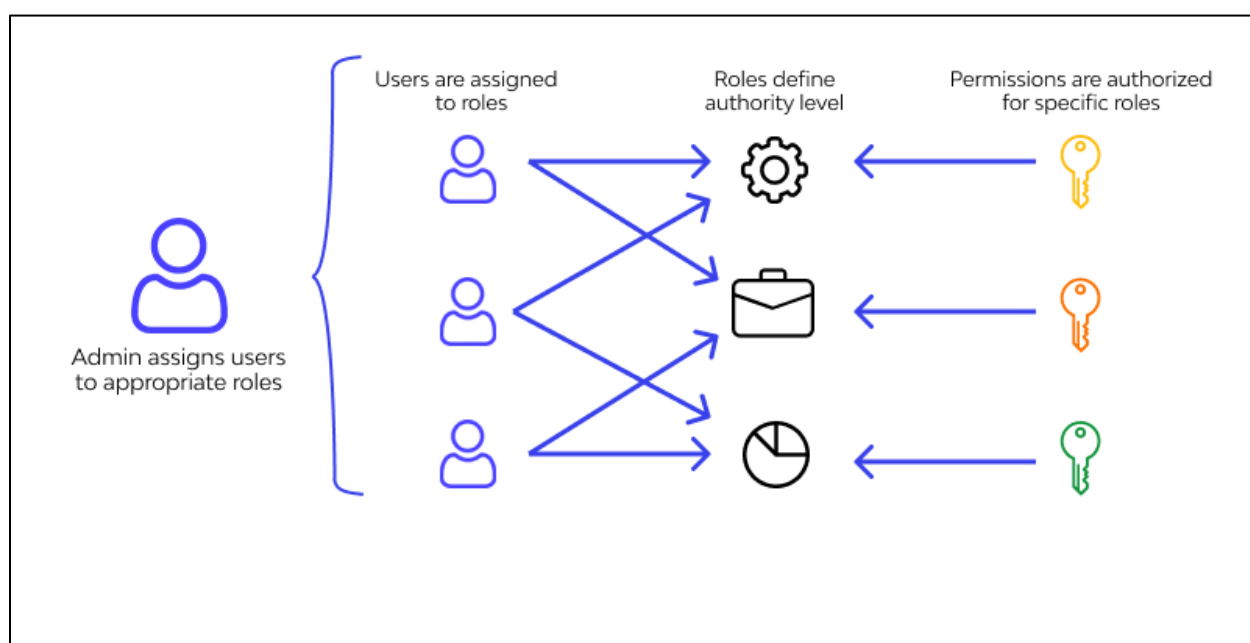 Users are assigned
to roles
Roles define
authority level
Permissions are authorized
for specific roles
Admin assigns users
to appropriate roles